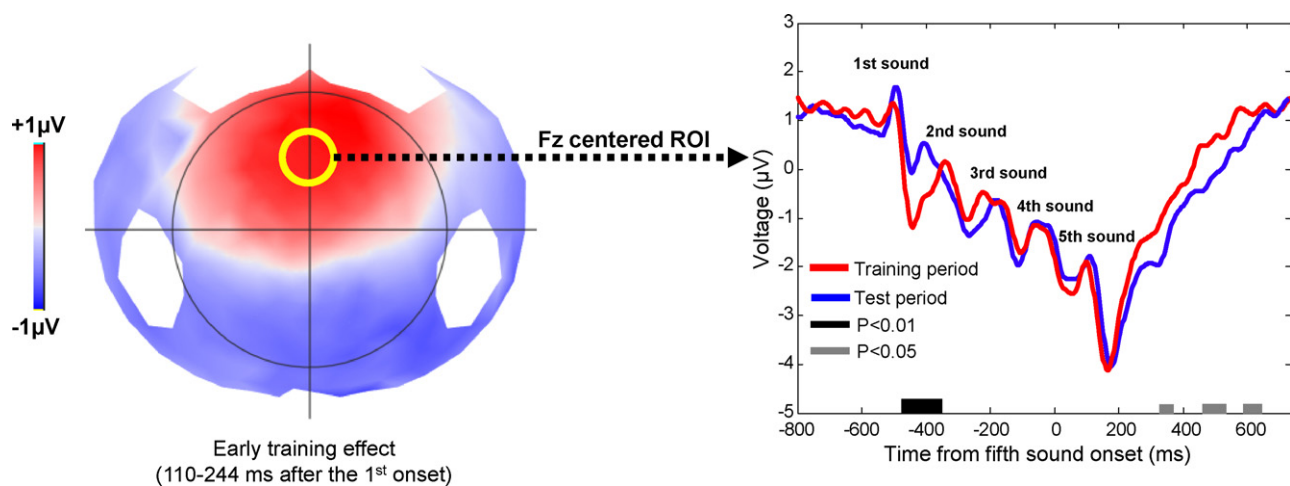 +1µV
-1µV
Fz centered ROI
Early training effect
(110-244 ms after the 1st onset)
Voltage (µV)
3
2
1
0
-1
-2
-3
-4
-5
1st sound
2nd sound
3rd sound
4th sound
5th sound
Training period
Test period
P<0.01
P<0.05
-800 -600 -400 -200 0 200 400 600
Time from fifth sound onset (ms)